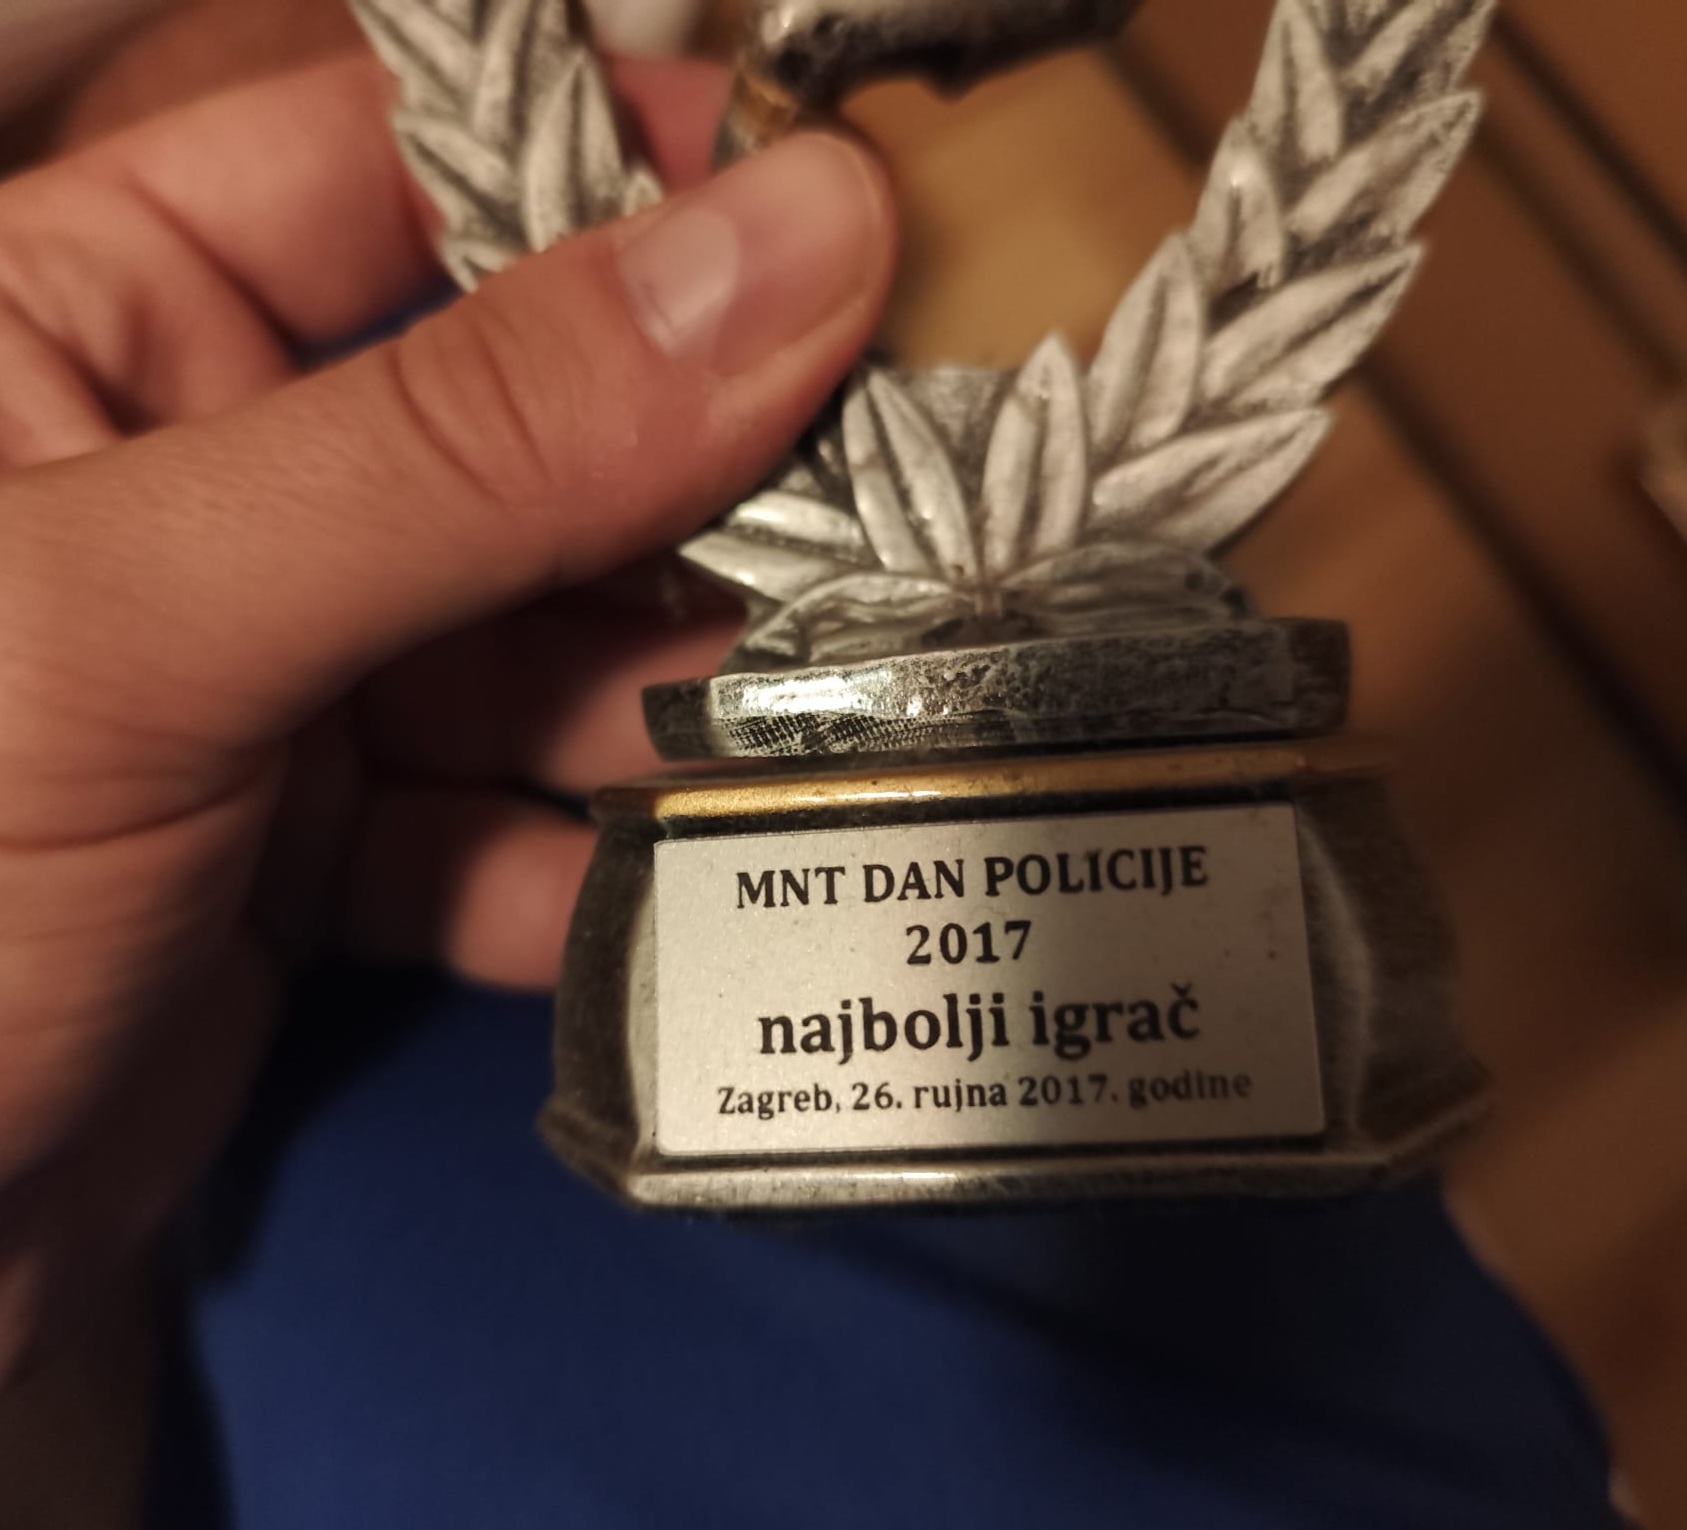 MNT DAN POLICIJE
2017
najbolji igrač
Zagreb, 26. rujna 2017. godine